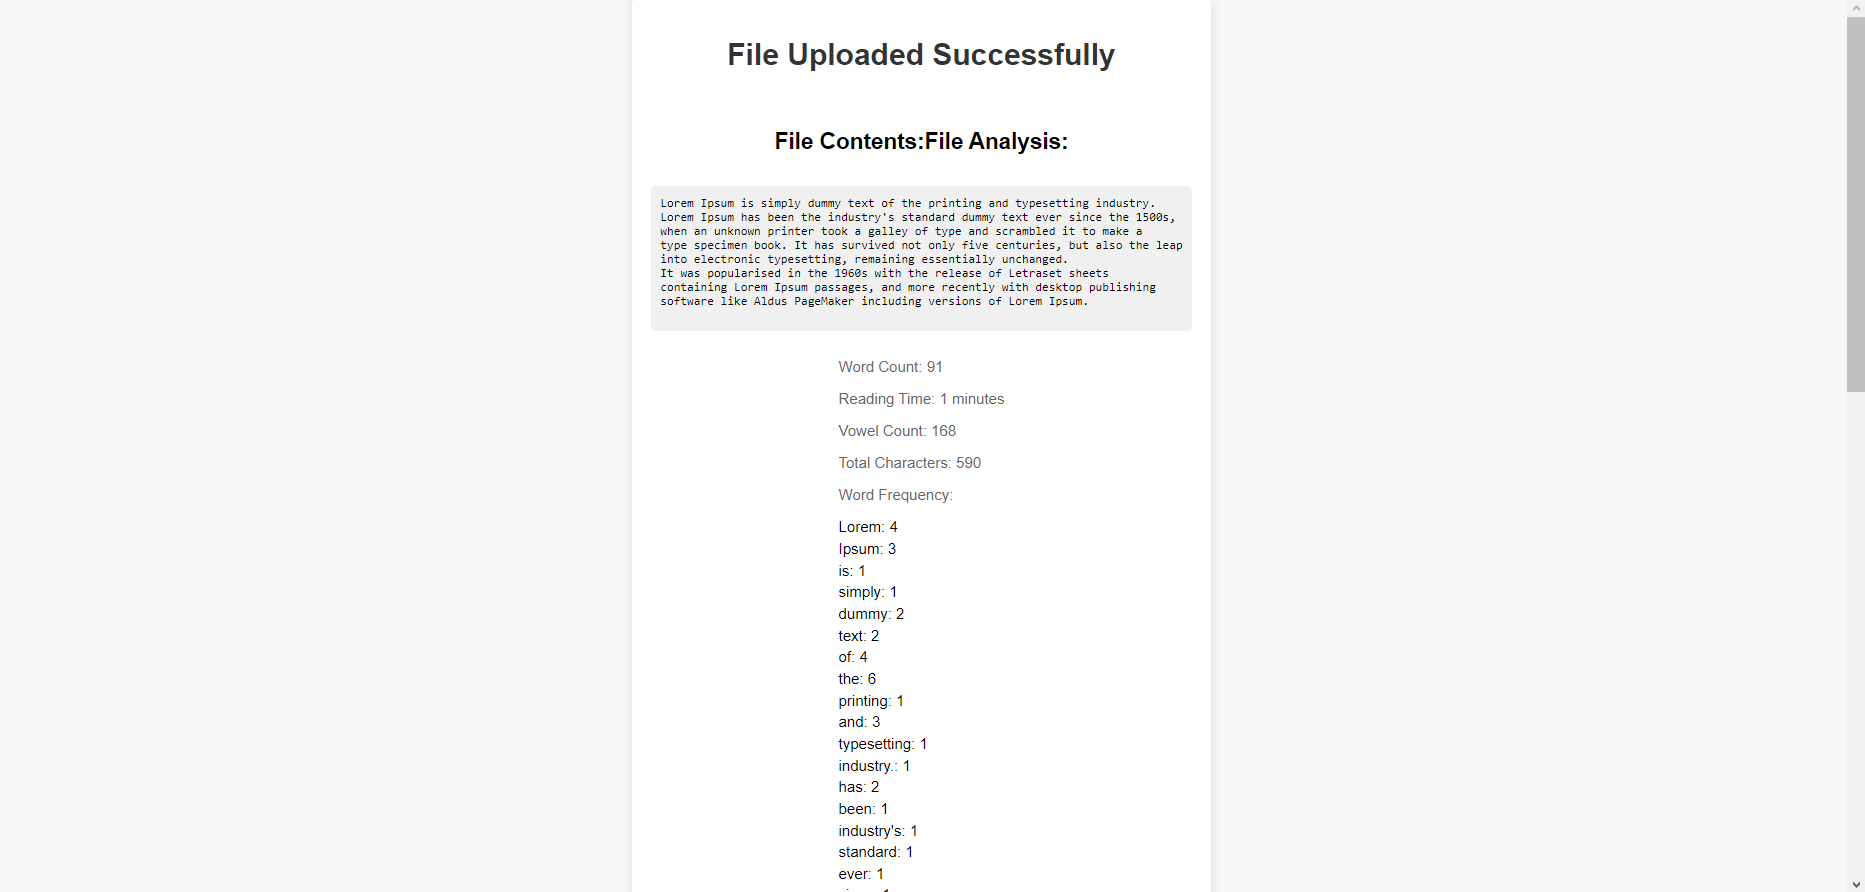 File Uploaded Successfully
File Contents:File Analysis:
Lorem Ipsum is simply dummy text of the printing and typesetting industry.
Lorem Ipsum has been the industry's standard dummy text ever since the 1500s,
when an unknown printer took a galley of type and scrambled it to make a
type specimen book. It has survived not only five centuries, but also the leap
into electronic typesetting, remaining essentially unchanged.
It was popularised in the 1960s with the release of Letraset sheets
containing Lorem Ipsum passages, and more recently with desktop publishing
software like Aldus PageMaker including versions of Lorem Ipsum.
Word Count: 91
Reading Time: 1 minutes
Vowel Count: 168
Total Characters: 590
Word Frequency:
Lorem: 4
Ipsum: 3
is: 1
simply: 1
dummy: 2
text: 2
of: 4
the: 6
printing: 1
and: 3
typesetting: 1
industry.: 1
has: 2
been: 1
industry's: 1
standard: 1
ever: 1